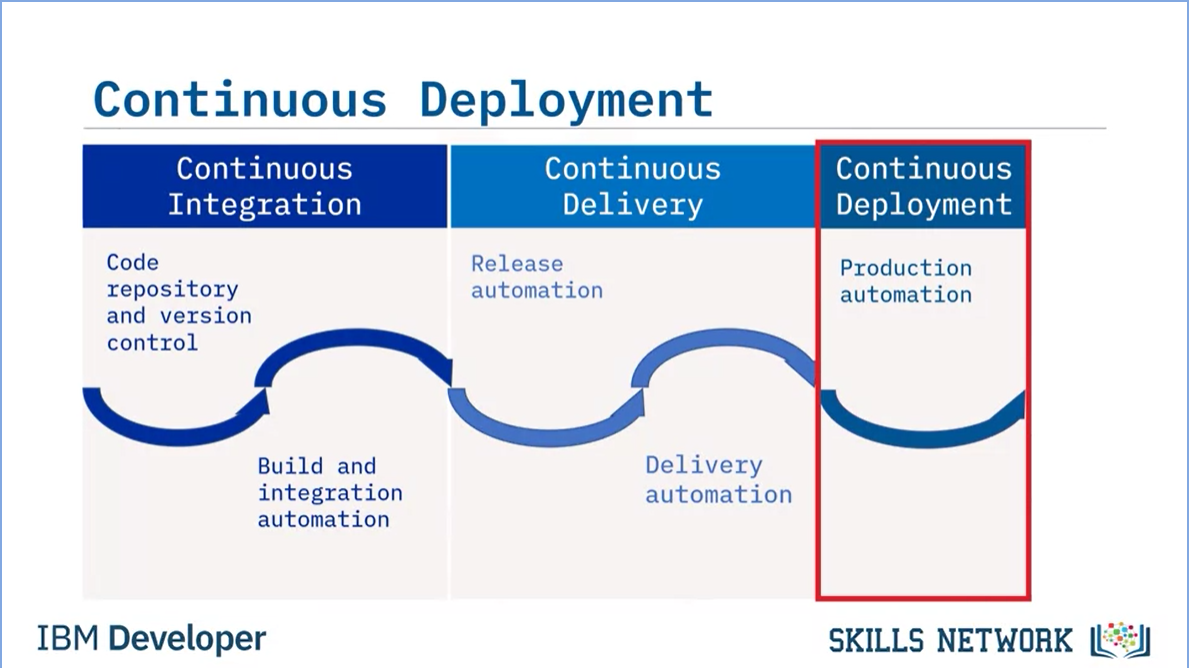 Continuous Deployment
Continuous
Integration
Code
repository
and version
control
Build and
integration
automation
Continuous
Delivery
Release
automation
Delivery
automation
Continuous
Deployment
Production
automation
IBM Developer
SKILLS NETWORK